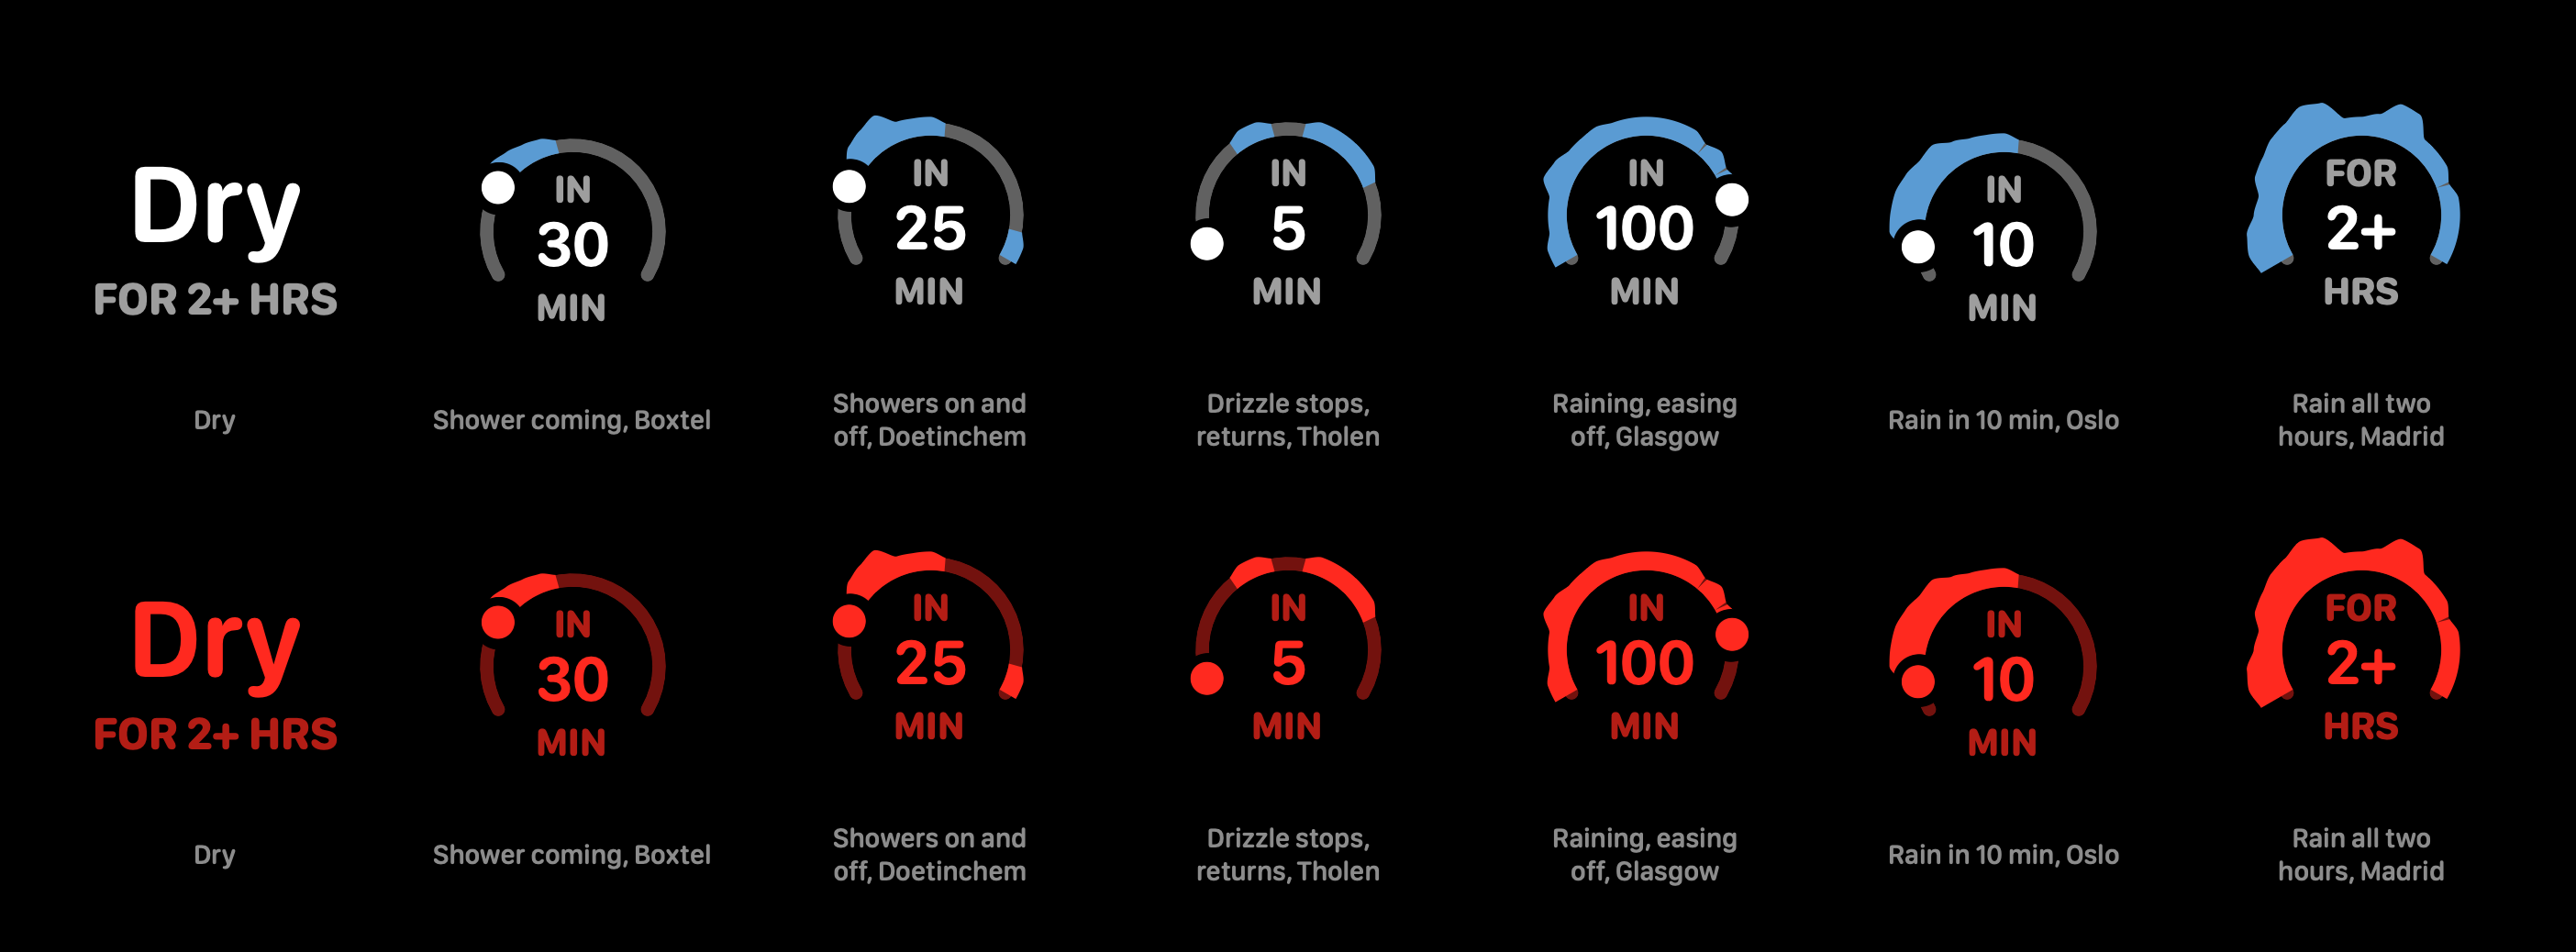 Dry
FOR 2+ HRS
Dry
IN
30
MIN
Shower coming, Boxtel
IN
25
MIN
Showers on and
off, Doetinchem
IN
5
MIN
Drizzle stops,
returns, Tholen
IN
100
MIN
Raining, easing
off, Glasgow
IN
10
MIN
Rain in 10 min, Oslo
FOR
2+
HRS
Rain all two
hours, Madrid
Dry
FOR 2+ HRS
Dry
IN
30
MIN
Shower coming, Boxtel
IN
25
MIN
Showers on and
off, Doetinchem
IN
5
MIN
Drizzle stops,
returns, Tholen
IN
100
MIN
Raining, easing
off, Glasgow
IN
10
MIN
Rain in 10 min, Oslo
FOR
2+
HRS
Rain all two
hours, Madrid